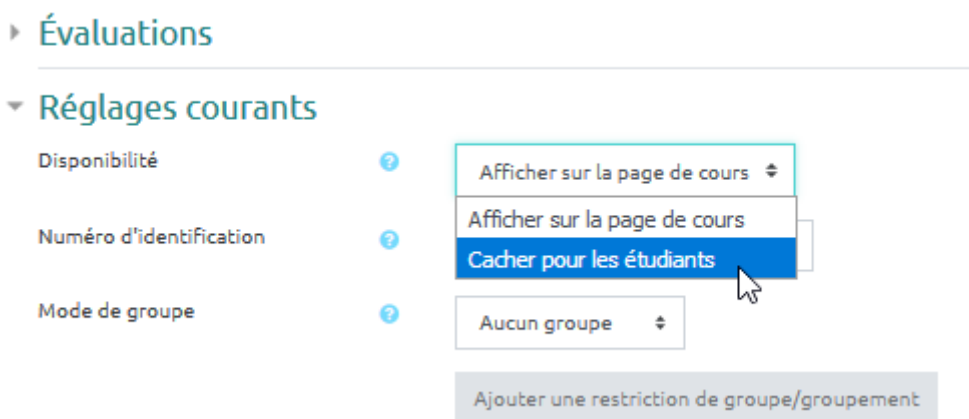 Évaluations
Réglages courants
Disponibilité
Afficher sur la page de cours
Afficher sur la page de cours
Cacher pour les étudiants
Numéro d'identification
Mode de groupe
Aucun groupe
Ajouter une restriction de groupe/groupement